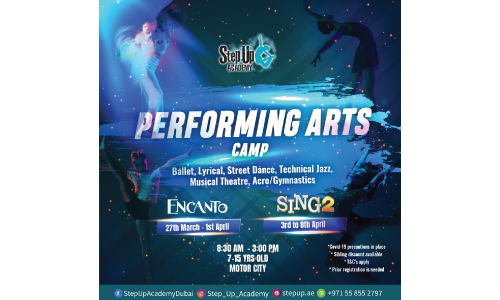 Step Up
ACADEMY
PERFORMING ARTS
CAMP
Ballet, Lyrical, Street Dance, Technical Jazz,
Musical Theatre, Acro/Gymnastics
ENCANTO
SING2
27th March - 1st April
3rd to 8th April
8:30 AM - 3:00 PM
7-15 YRS-OLD
MOTOR CITY
*Covid-19 precautions in place
* Sibling discount available
* T&C's apply
* Prior registration is needed
StepUpAcademyDubai
Step_Up_Academy
stepup.ae
+971 55 855 2797